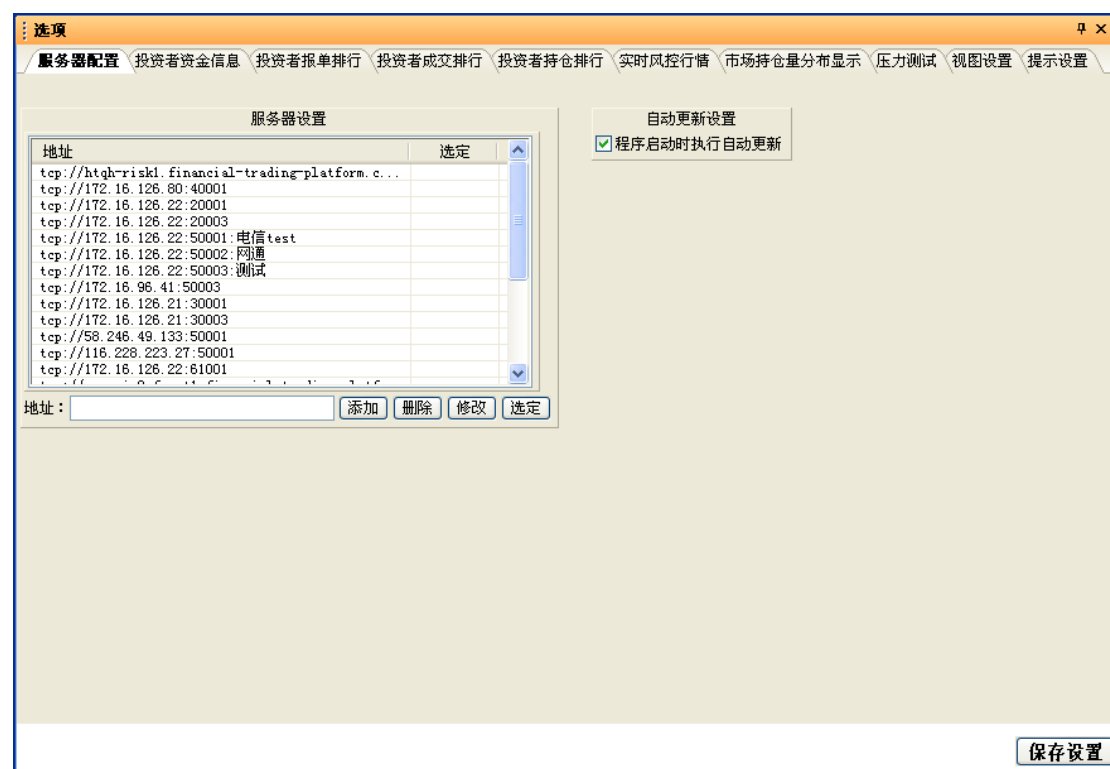 选项
服务器配置 投资者资金信息 投资者报单排行 投资者成交排行 投资者持仓排行 实时风控行情 市场持仓量分布显示 压力测试 视图设置 提示设置
服务器设置
地址 选定
tcp://htqh-risk1.financial-trading-platform.c...
tcp://172.16.126.80:40001
tcp://172.16.126.22:20001
tcp://172.16.126.22:20003
tcp://172.16.126.22:50001:电信test
tcp://172.16.126.22:50002:网通
tcp://172.16.126.22:50003:测试
tcp://172.16.96.41:50003
tcp://172.16.126.21:30001
tcp://172.16.126.21:30003
tcp://58.246.49.133:50001
tcp://116.228.223.27:50001
tcp://172.16.126.22:61001
地址： 添加 删除 修改 选定
自动更新设置
程序启动时执行自动更新
保存设置